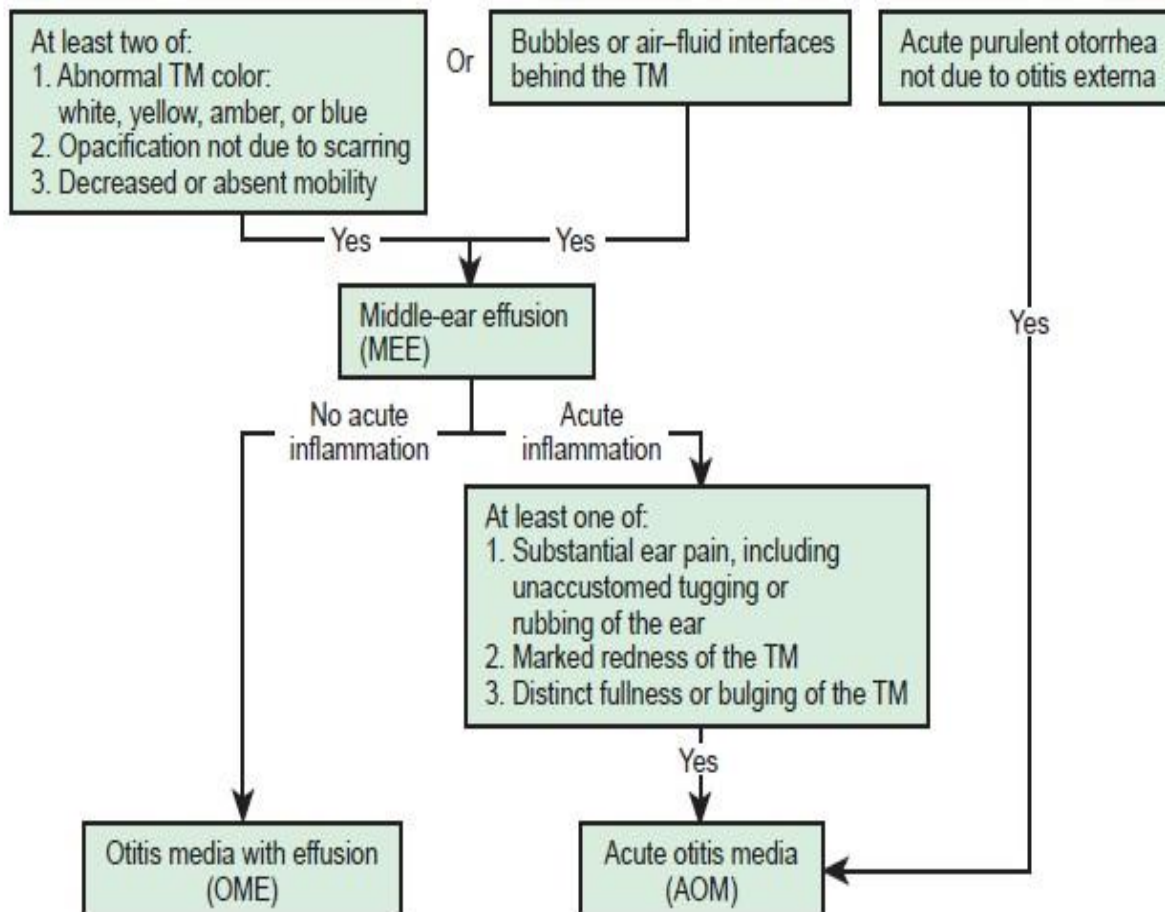 At least two of:
1. Abnormal TM color:
white, yellow, amber, or blue
2. Opacification not due to scarring
3. Decreased or absent mobility
Or
Bubbles or air–fluid interfaces
behind the TM
Acute purulent otorrhea
not due to otitis externa
Yes
Yes
Yes
Middle-ear effusion
(MEE)
No acute
inflammation
Acute
inflammation
At least one of:
1. Substantial ear pain, including
unaccustomed tugging or
rubbing of the ear
2. Marked redness of the TM
3. Distinct fullness or bulging of the TM
Yes
Otitis media with effusion
(OME)
Acute otitis media
(AOM)